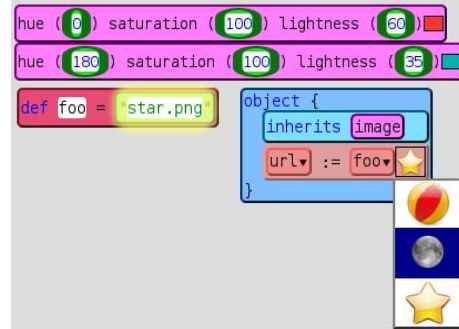 hue (0) saturation (100) lightness (60)
hue (180) saturation (100) lightness (35)
def foo = "star.png"
object {
inherits image
url▾ := foo▾
}